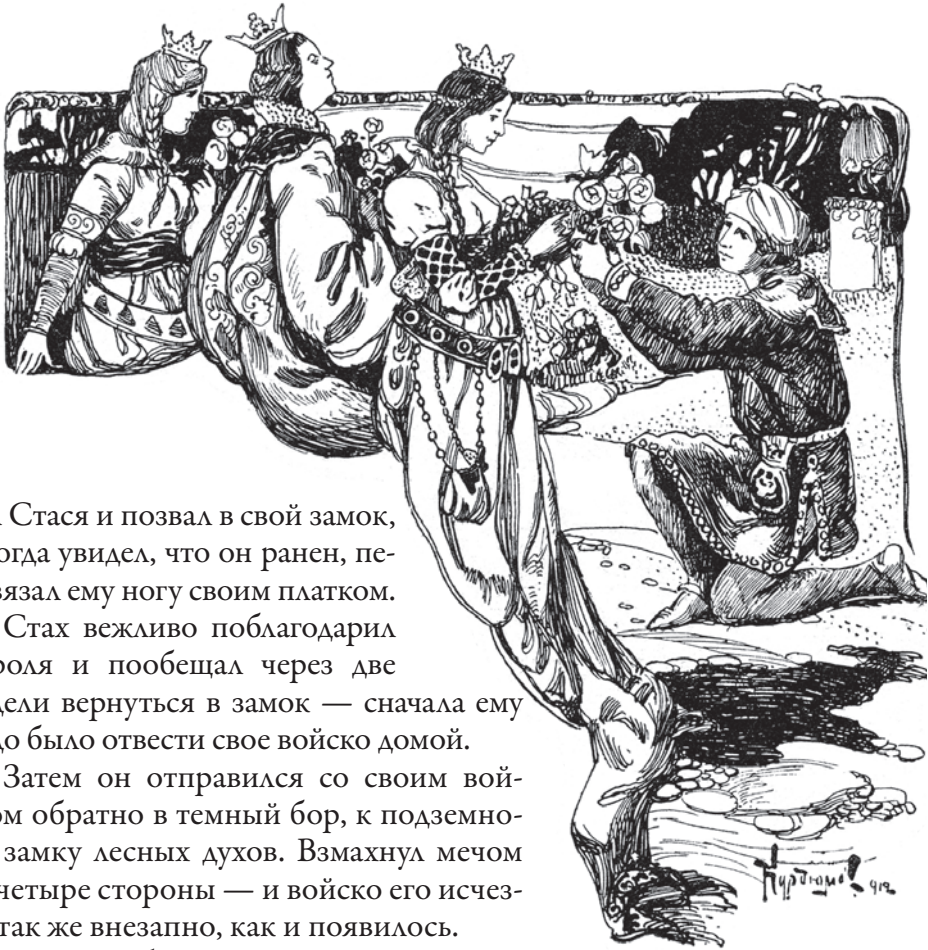 Стася и позвал в свой замок,
огда увидел, что он ранен, пе-
вязал ему ногу своим платком.
Стах вежливо поблагодарил
роля и пообещал через две
дели вернуться в замок — сначала ему
до было отвести свое войско домой.
Затем он отправился со своим вой-
ом обратно в темный бор, к подземно-
замку лесных духов. Взмахнул мечом
четыре стороны — и войско его исчез-
так же внезапно, как и появилось.